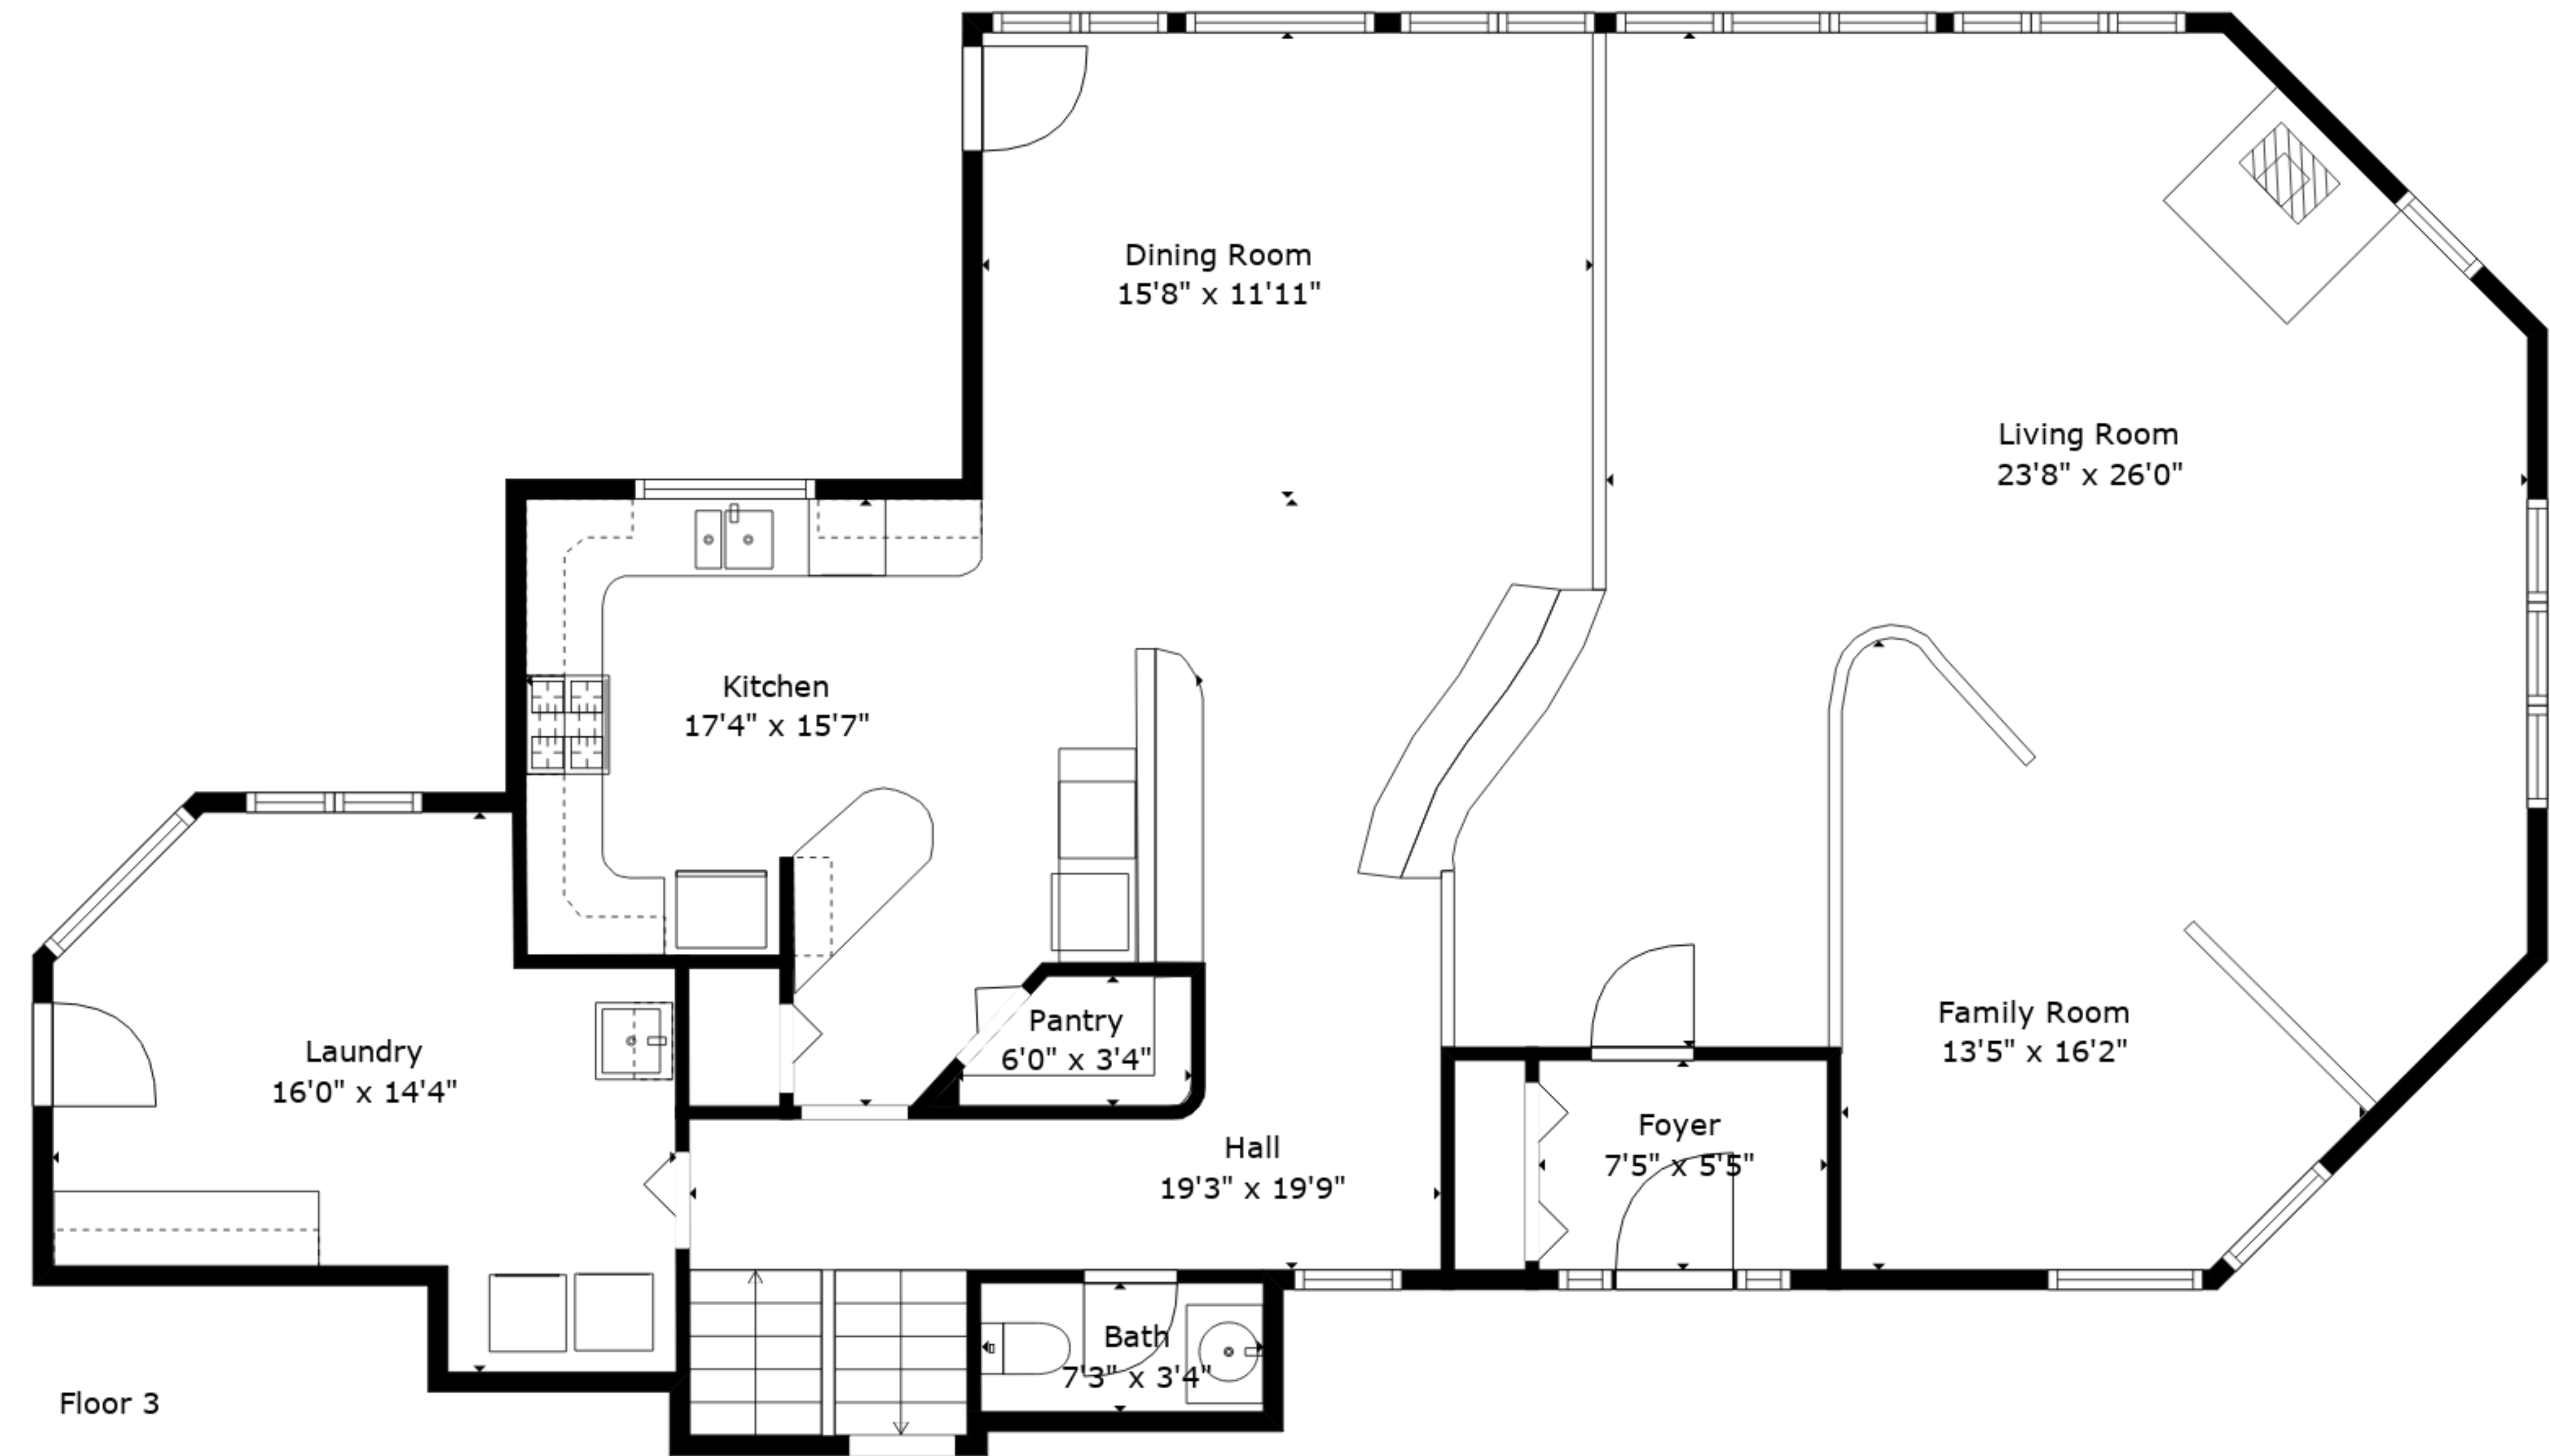 Dining Room
15'8" x 11'11"
Living Room
23'8" x 26'0"
Kitchen
17'4" x 15'7"
Family Room
13'5" x 16'2"
Pantry
6'0" x 3'4"
Laundry
16'0" x 14'4"
Foyer
7'5" x 5'5"
Hall
19'3" x 19'9"
Bath
7'3" x 3'4"
Floor 3